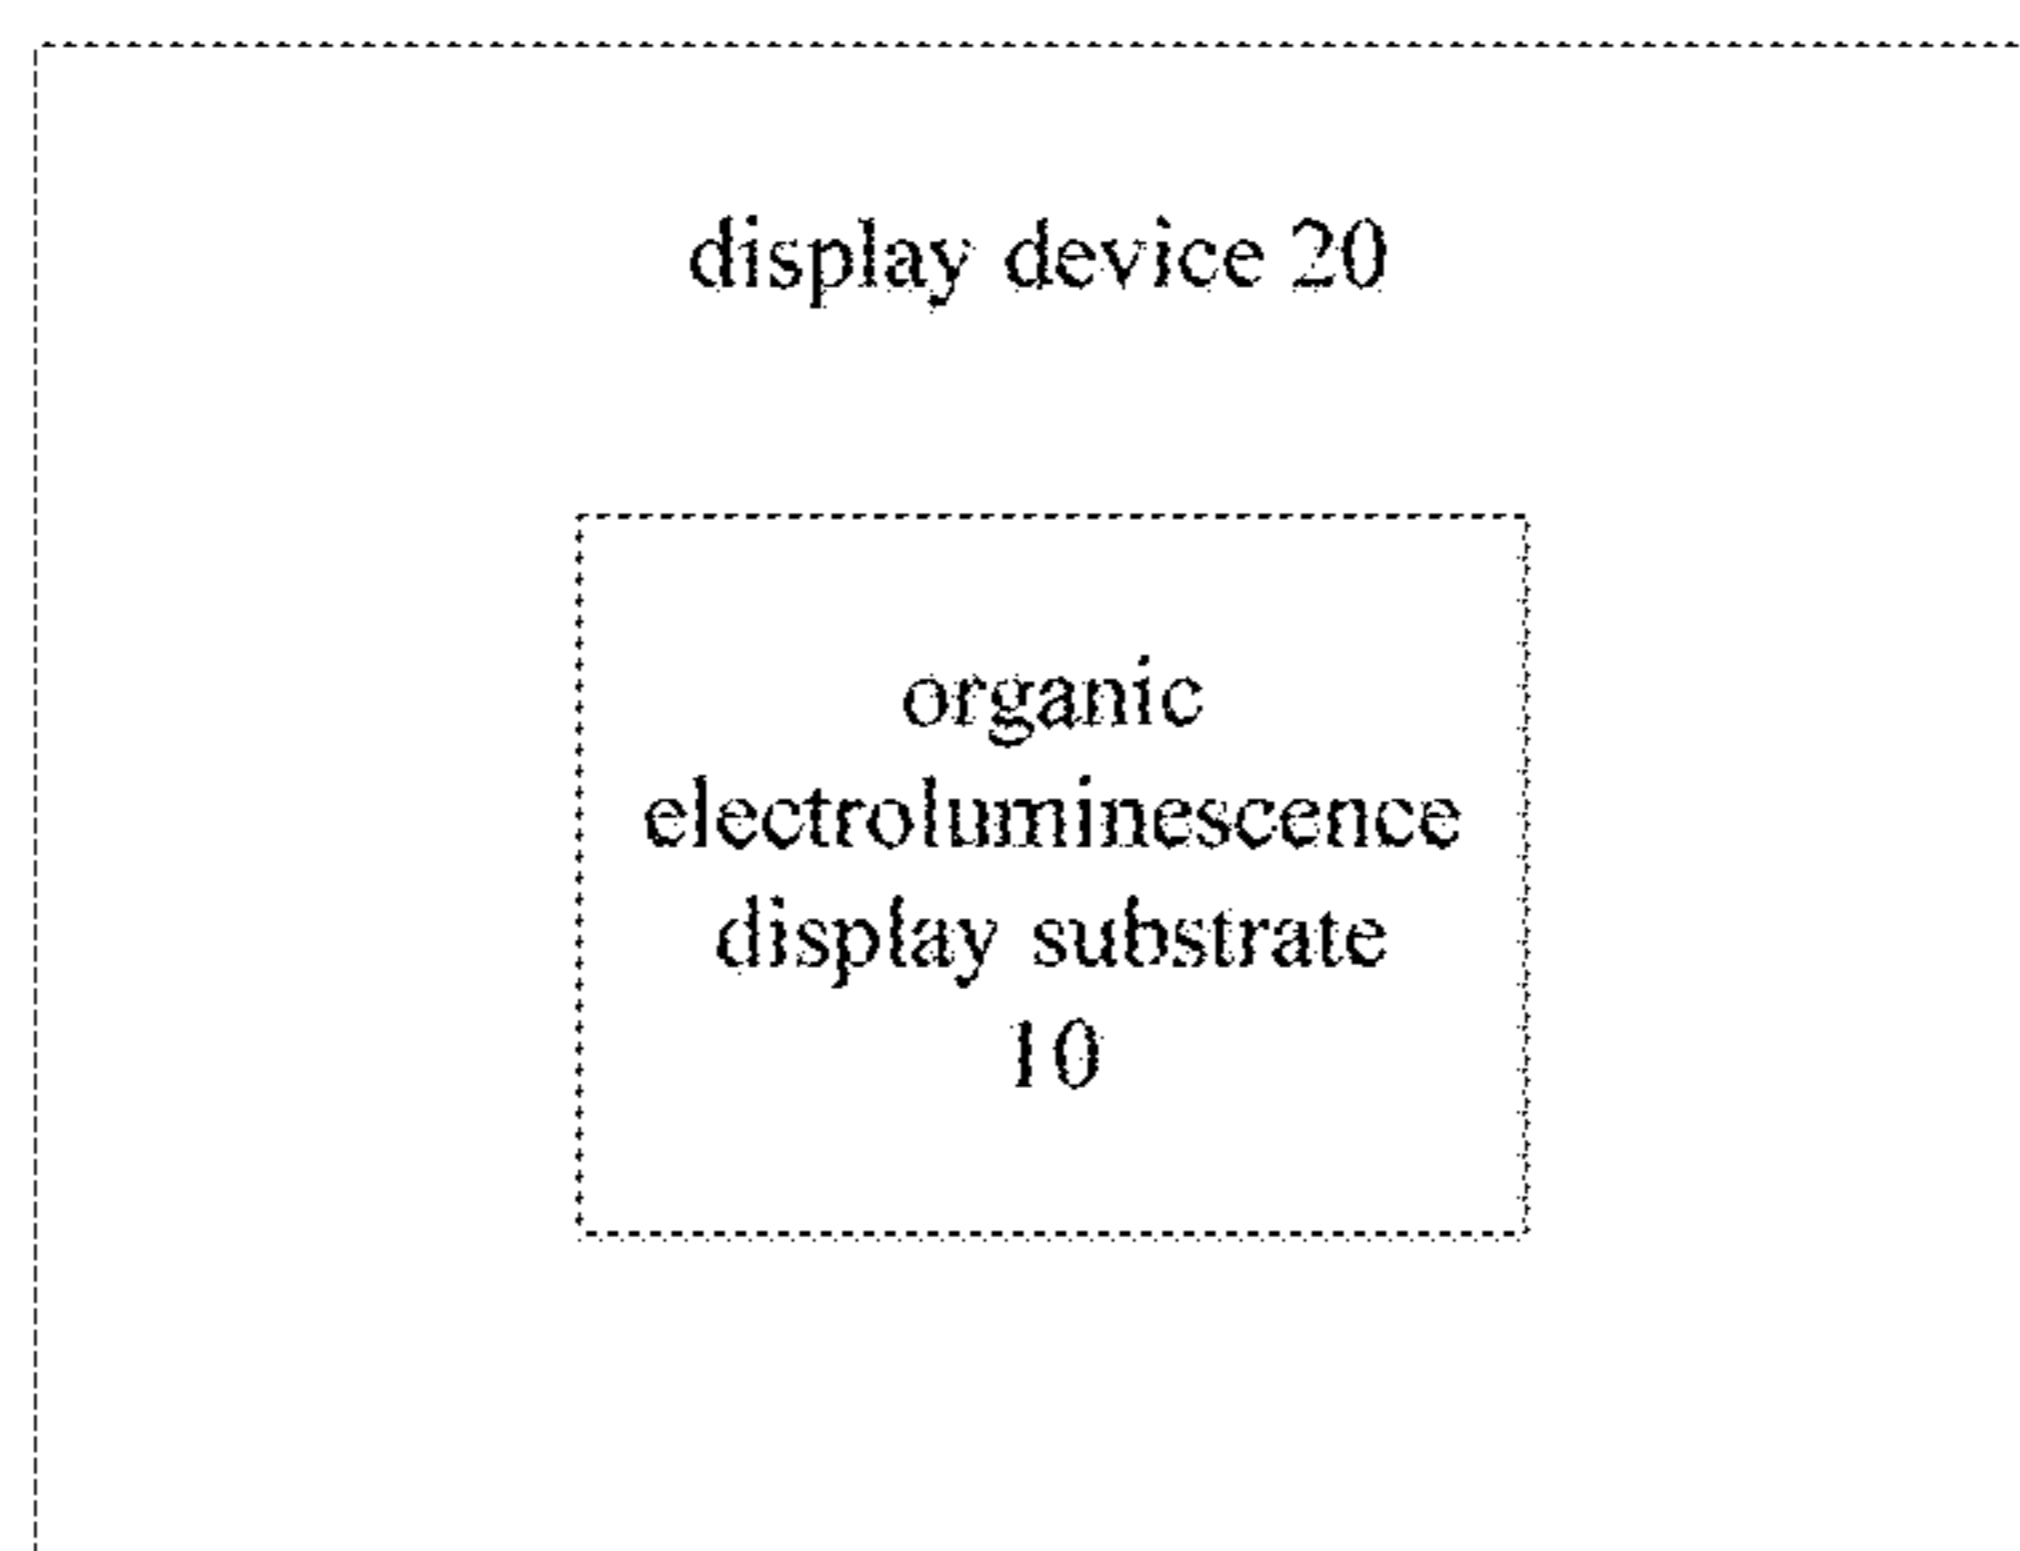 display device 20
organic
electroluminescence
display substrate
10